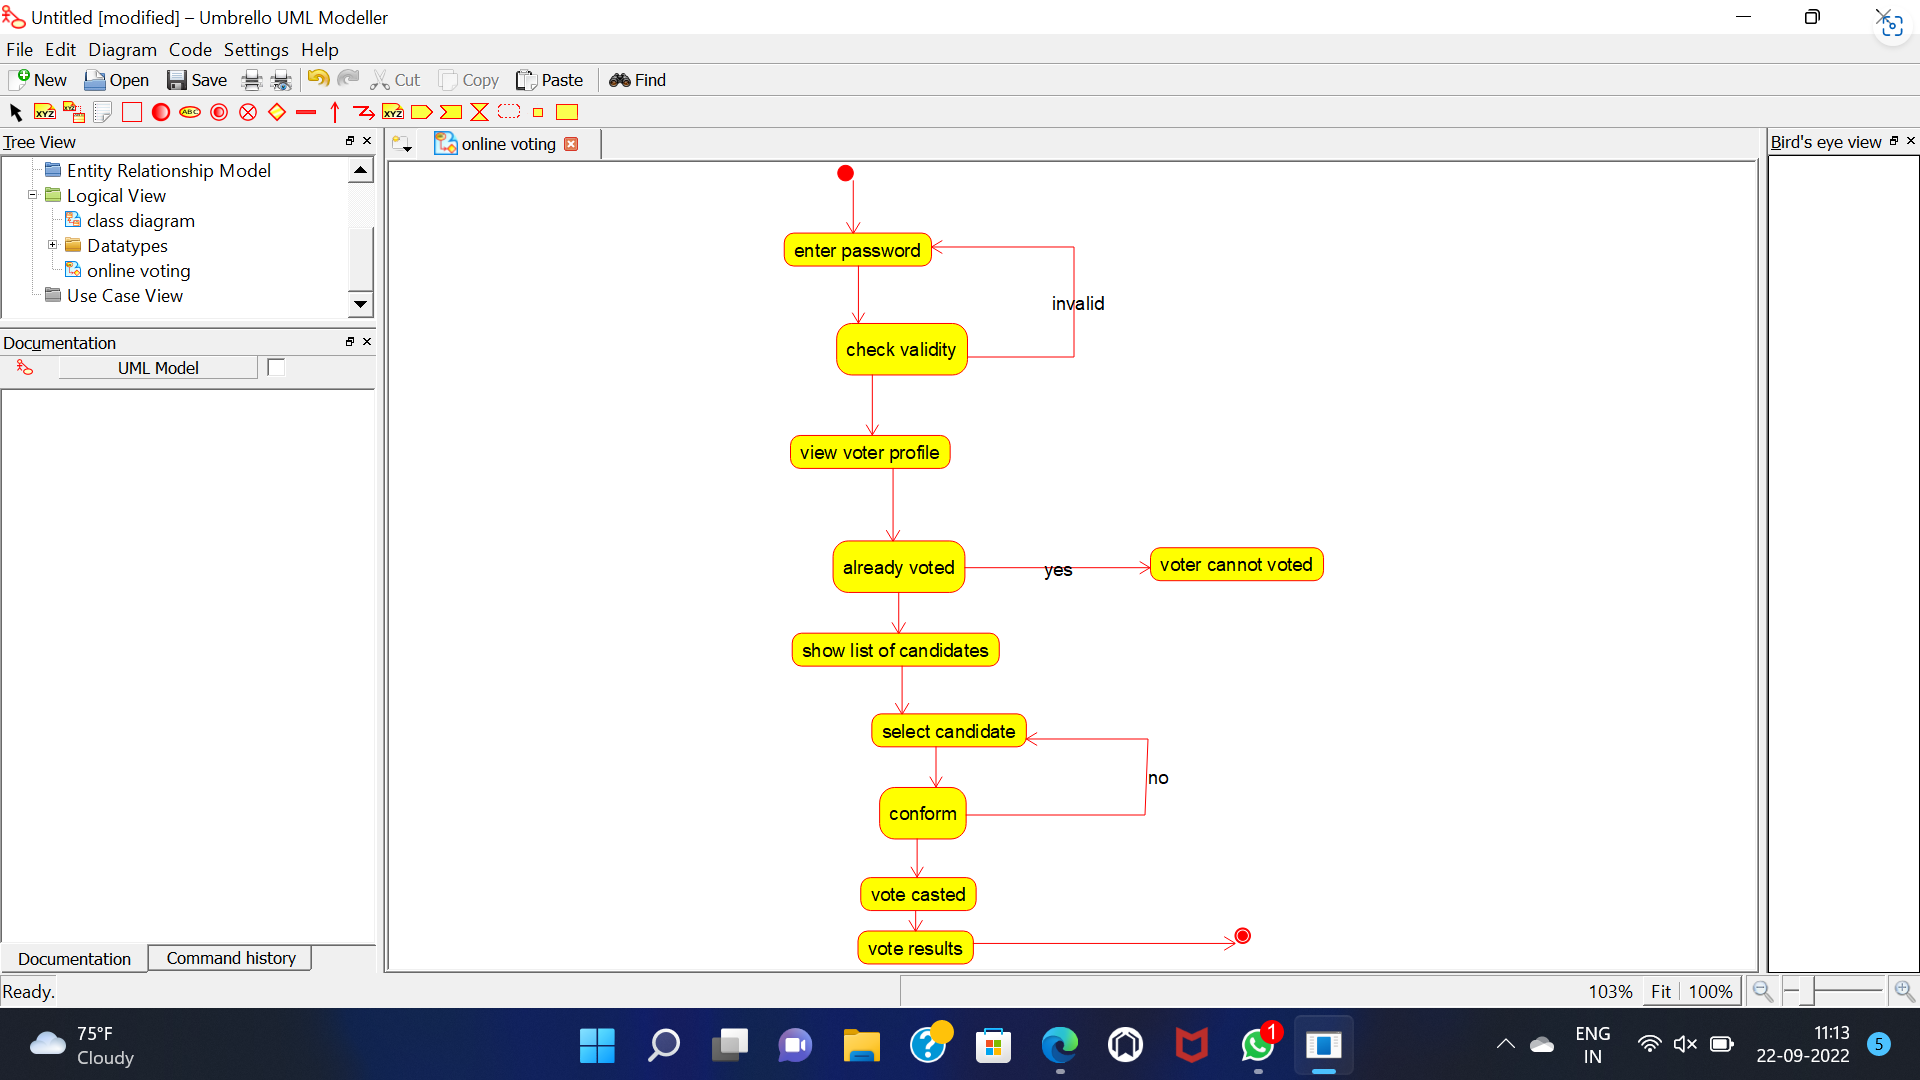 Untitled [modified] – Umbrello UML Modeller
File Edit Diagram Code Settings Help
New Open Save Cut Copy Paste Find
XYZ XYZ ABC XYZ
Tree View
online voting
Bird's eye view
Entity Relationship Model
Logical View
class diagram
Datatypes
online voting
Use Case View
Documentation
UML Model
enter password
invalid
check validity
view voter profile
already voted
yes
voter cannot voted
show list of candidates
select candidate
no
conform
vote casted
vote results
Documentation Command history
Ready.
103% Fit 100%
75°F
Cloudy
1
ENG
IN
11:13
22-09-2022
5